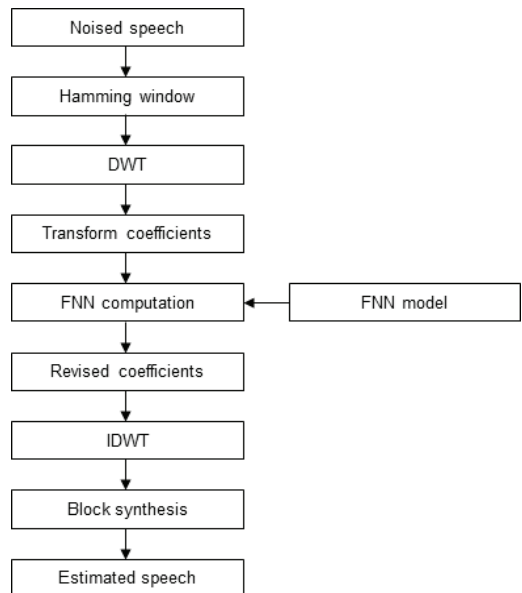 Noised speech
Hamming window
DWT
Transform coefficients
FNN computation
FNN model
Revised coefficients
IDWT
Block synthesis
Estimated speech